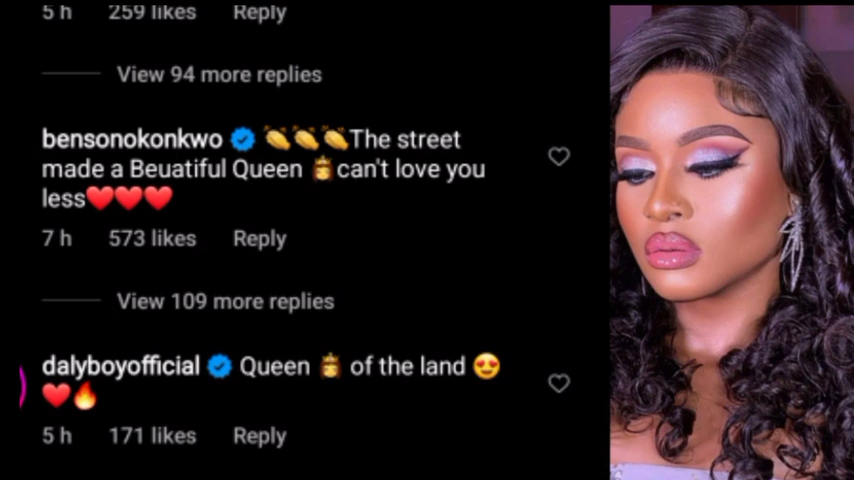 5 h 259 likes Reply
View 94 more replies
bensonokonkwo 👏👏👏The street
made a Beuatiful Queen 👸can't love you
less❤️❤️❤️
7 h 573 likes Reply
View 109 more replies
dalyboyofficial Queen 👸 of the land 😍
❤️🔥
5 h 171 likes Reply